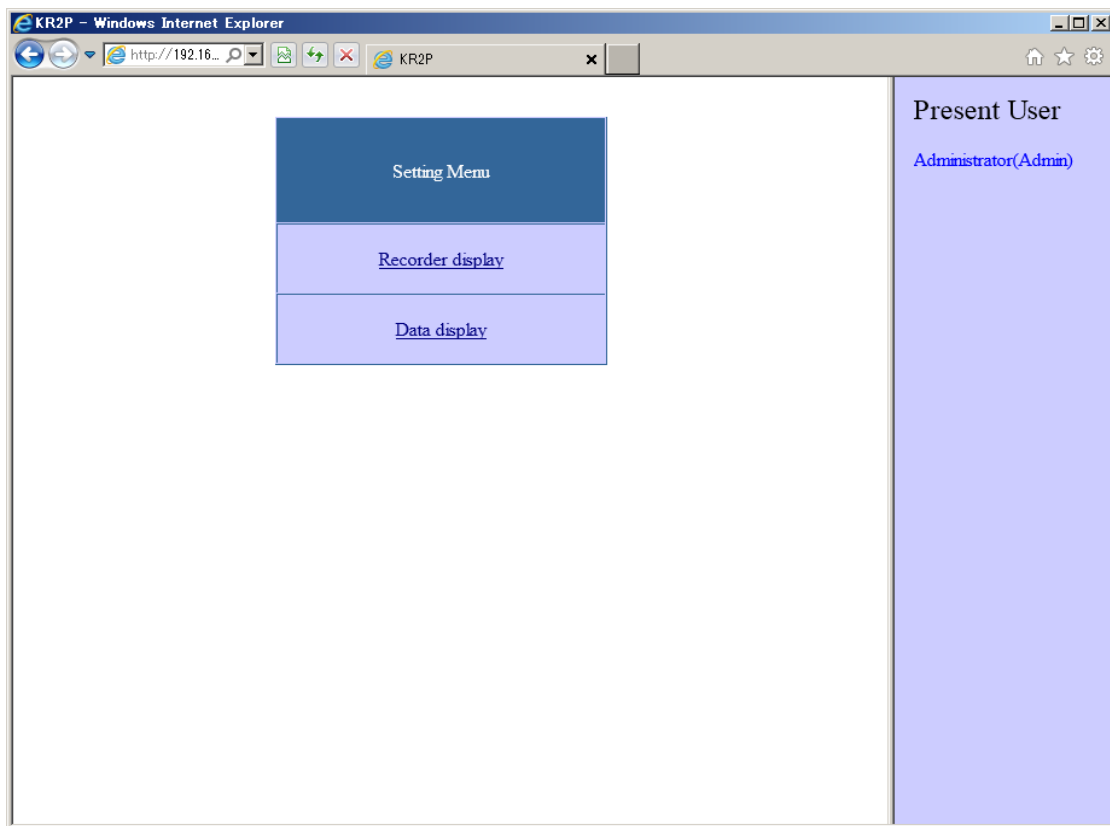 KR2P - Windows Internet Explorer
http://192.16...
KR2P
Setting Menu
Recorder display
Data display
Present User
Administrator(Admin)